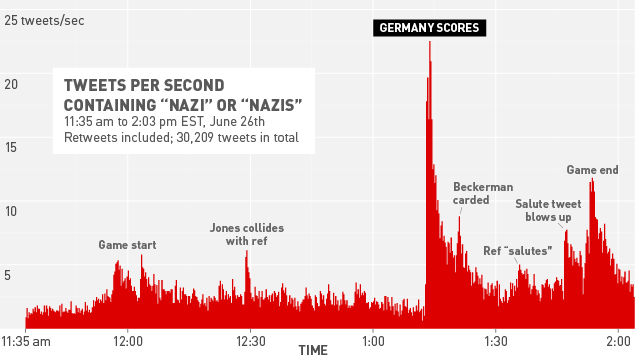 25 tweets/sec
GERMANY SCORES
TWEETS PER SECOND
CONTAINING “NAZI” OR “NAZIS”
11:35 am to 2:03 pm EST, June 26th
Retweets included; 30,209 tweets in total
20
15
10
5
Game start
Jones collides
with ref
Beckerman
carded
Ref “salutes”
Salute tweet
blows up
Game end
11:35 am
12:00
12:30
1:00
1:30
2:00
TIME